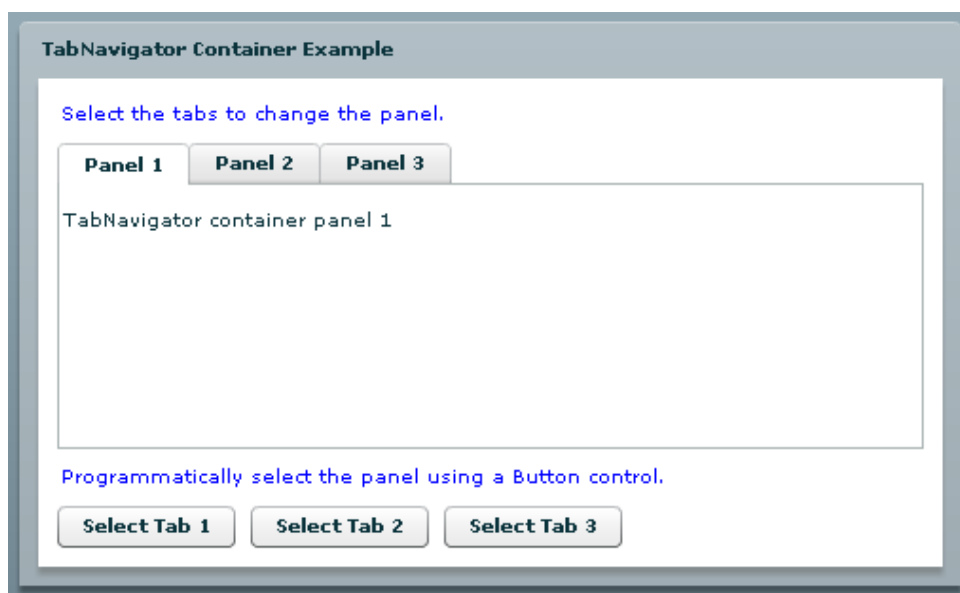 TabNavigator Container Example
Select the tabs to change the panel.
Panel 1 Panel 2 Panel 3
TabNavigator container panel 1
Programmatically select the panel using a Button control.
Select Tab 1 Select Tab 2 Select Tab 3